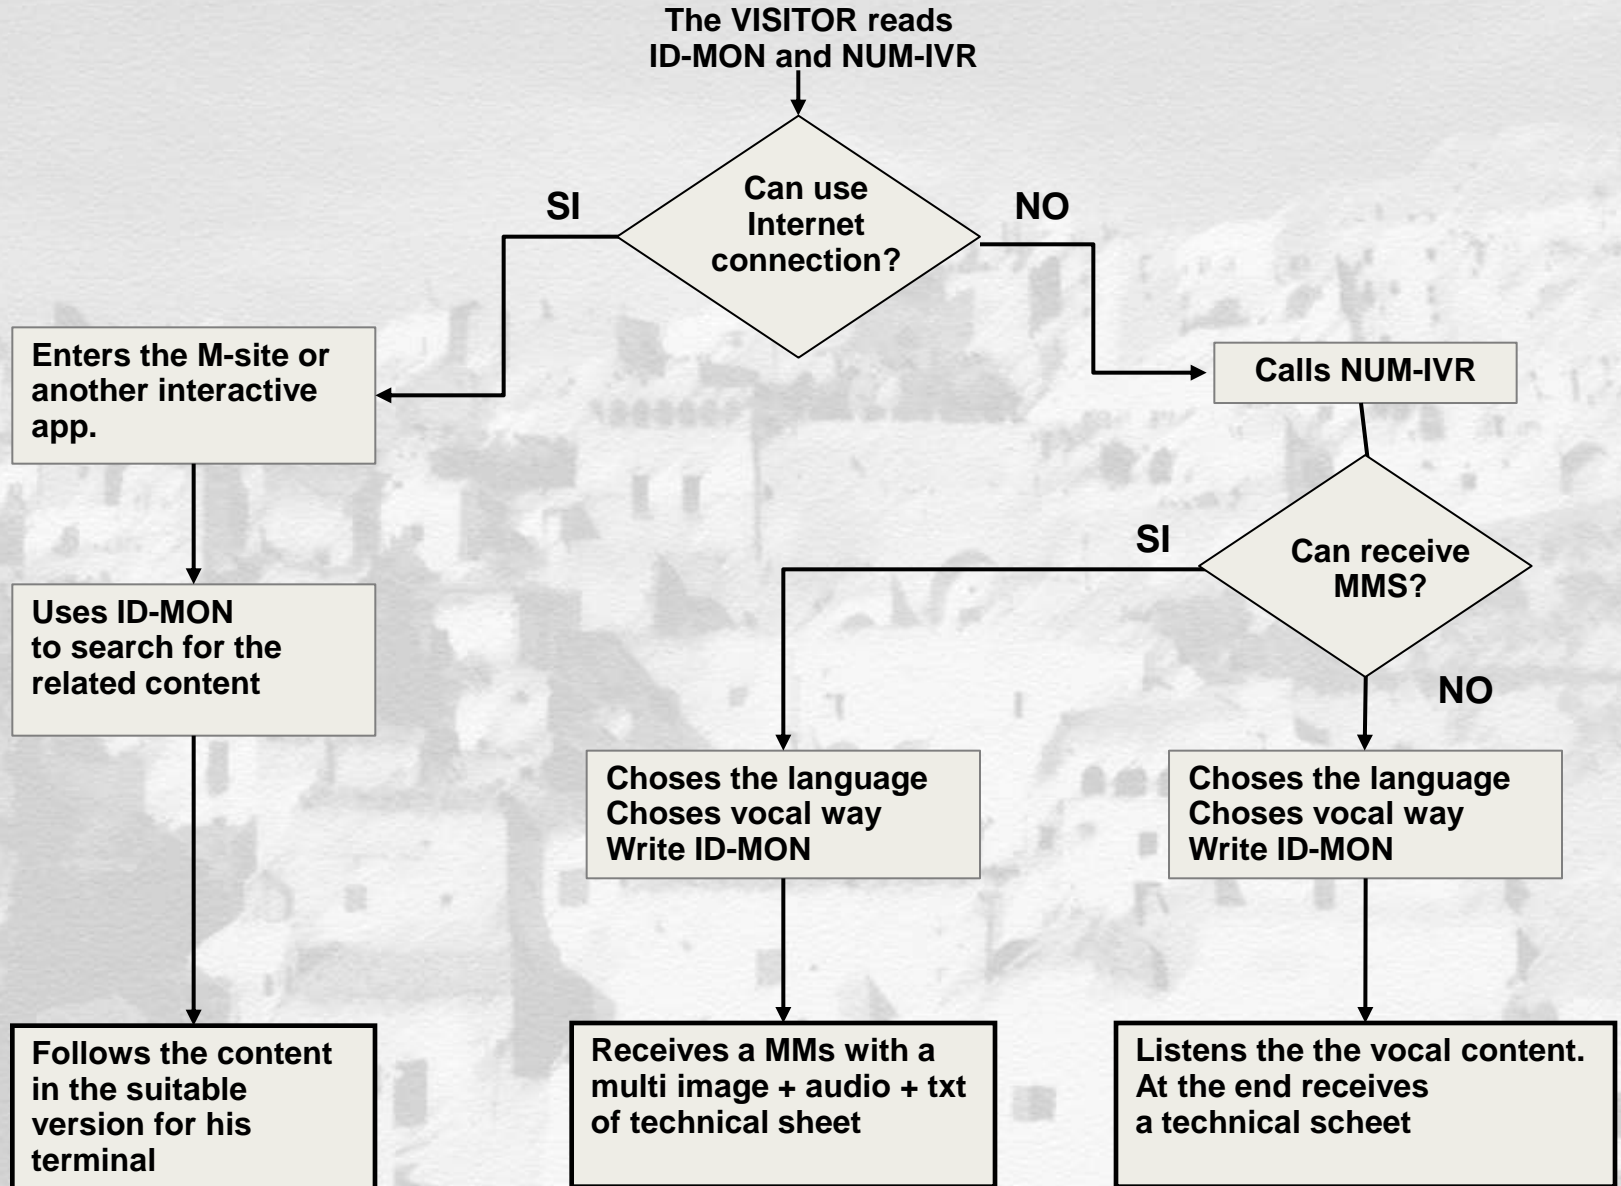 The VISITOR reads
ID-MON and NUM-IVR
Can use
Internet
connection?
SI
NO
Enters the M-site or
another interactive
app.
Calls NUM-IVR
SI
Can receive
MMS?
NO
Uses ID-MON
to search for the
related content
Choses the language
Choses vocal way
Write ID-MON
Choses the language
Choses vocal way
Write ID-MON
Follows the content
in the suitable
version for his
terminal
Receives a MMs with a
multi image + audio + txt
of technical sheet
Listens the the vocal content.
At the end receives
a technical scheet